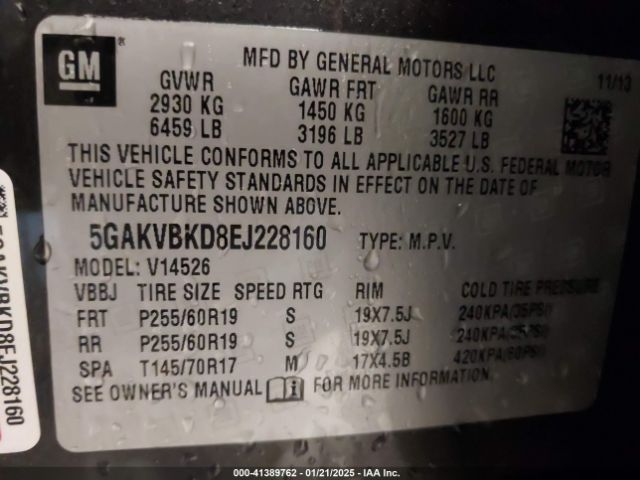 GM
MFD BY GENERAL MOTORS LLC
11/13
GVWR GAWR FRT GAWR RR
2930 KG 1450 KG 1600 KG
6459 LB 3196 LB 3527 LB
THIS VEHICLE CONFORMS TO ALL APPLICABLE U.S. FEDERAL MOTOR
VEHICLE SAFETY STANDARDS IN EFFECT ON THE DATE OF
MANUFACTURE SHOWN ABOVE.
5GAKVBKD8EJ228160 TYPE: M.P.V.
MODEL: V14526
VBBJ TIRE SIZE SPEED RTG RIM COLD TIRE PRESSURE
FRT P255/60R19 S 19X7.5J 240KPA(35PSI)
RR P255/60R19 S 19X7.5J 240KPA(35PSI)
SPA T145/70R17 M 17X4.5B 420KPA(60PSI)
SEE OWNER'S MANUAL FOR MORE INFORMATION.
5GAKVBKD8EJ228160
000-41389762 - 01/21/2025 - IAA Inc.